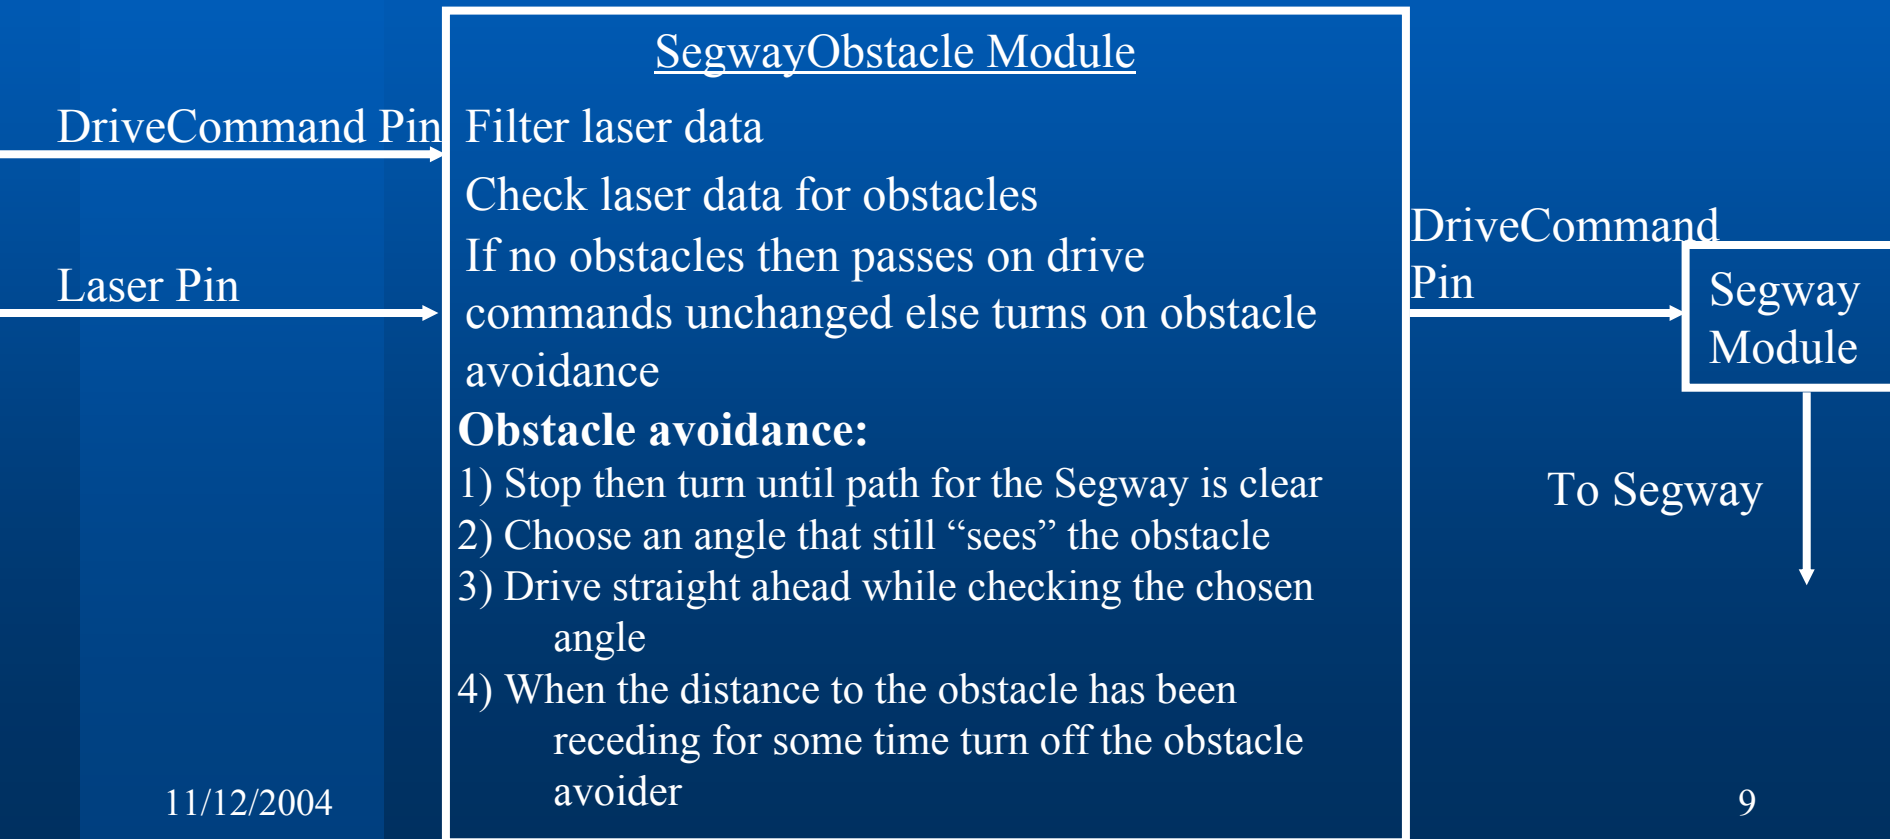 SegwayObstacle Module
DriveCommand Pin
Laser Pin
Filter laser data
Check laser data for obstacles
If no obstacles then passes on drive
commands unchanged else turns on obstacle
avoidance
Obstacle avoidance:
1) Stop then turn until path for the Segway is clear
2) Choose an angle that still “sees” the obstacle
3) Drive straight ahead while checking the chosen
angle
4) When the distance to the obstacle has been
receding for some time turn off the obstacle
avoider
DriveCommand
Pin
Segway
Module
To Segway
11/12/2004
9